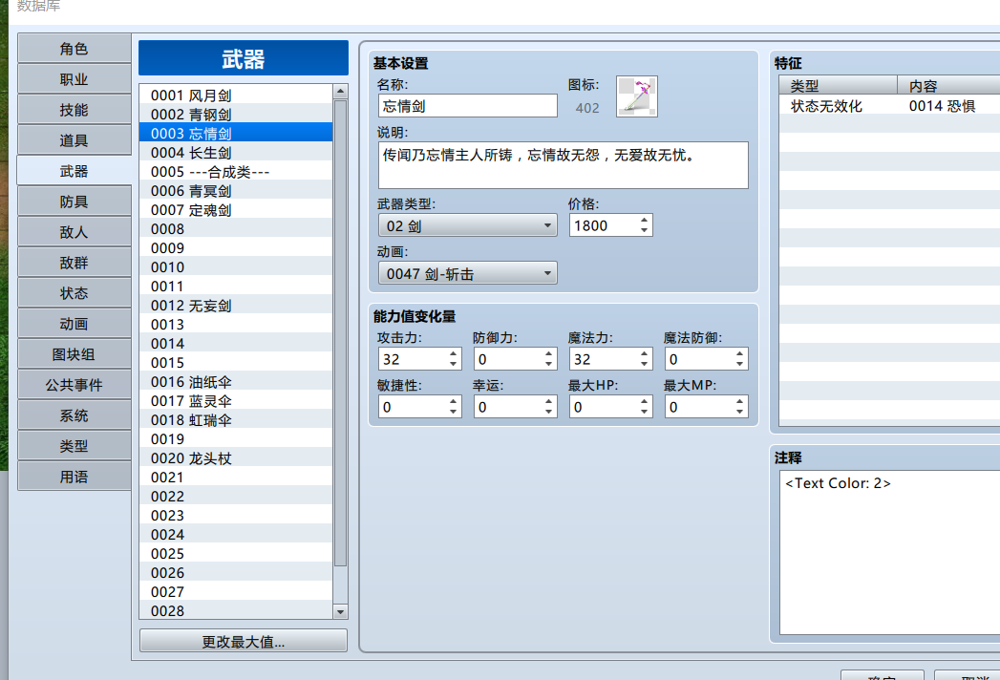 数据库
角色
职业
技能
道具
武器
防具
敌人
敌群
状态
动画
图块组
公共事件
系统
类型
用语
武器
0001 风月剑
0002 青钢剑
0003 忘情剑
0004 长生剑
0005 ---合成类---
0006 青冥剑
0007 定魂剑
0008
0009
0010
0011
0012 无妄剑
0013
0014
0015
0016 油纸伞
0017 蓝灵伞
0018 虹瑞伞
0019
0020 龙头杖
0021
0022
0023
0024
0025
0026
0027
0028
更改最大值...
基本设置
名称:
忘情剑
图标:
402
说明:
传闻乃忘情主人所铸，忘情故无怨，无爱故无忧。
武器类型:
02 剑
价格:
1800
动画:
0047 剑-斩击
能力值变化量
攻击力: 防御力: 魔法力: 魔法防御:
32 0 32 0
敏捷性: 幸运: 最大HP: 最大MP:
0 0 0 0
特征
类型 内容
状态无效化 0014 恐惧
注释
<Text Color: 2>
确定 取消